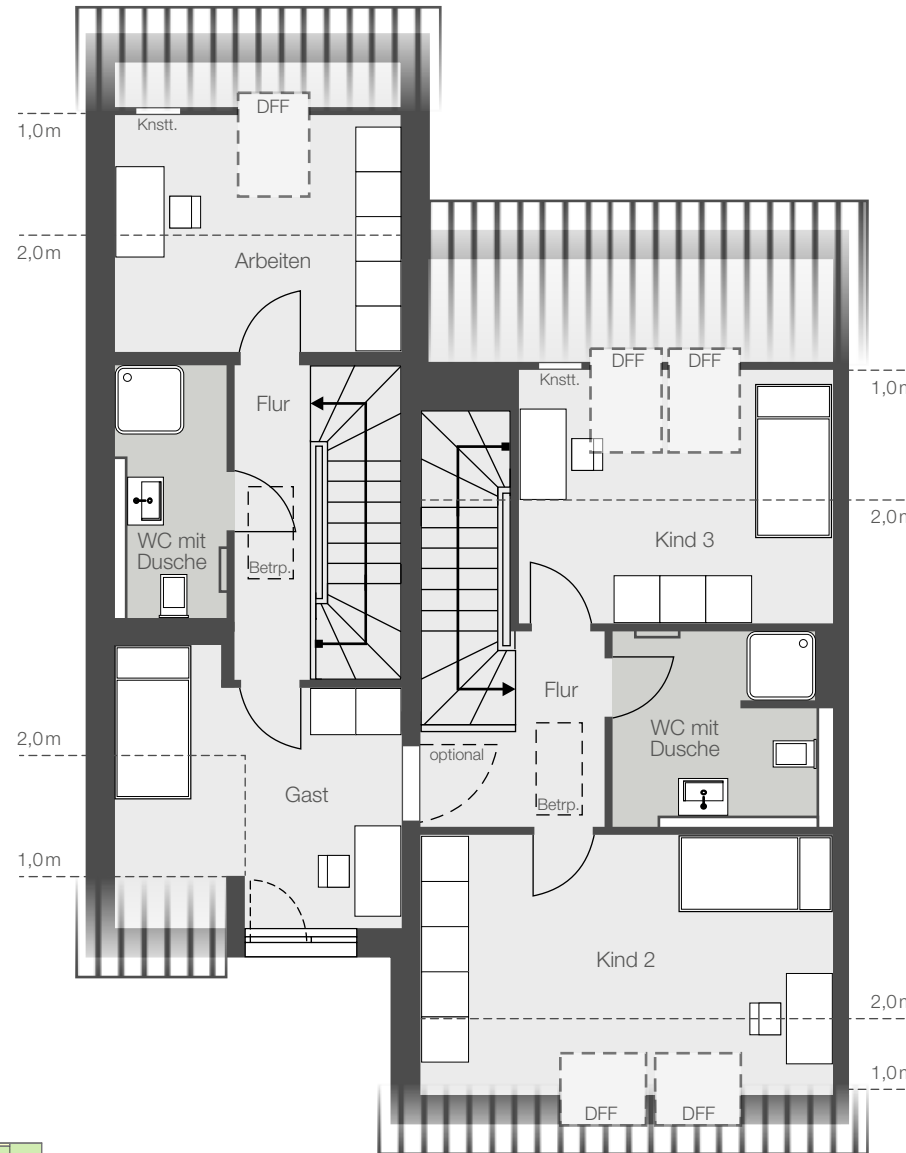 DFF
Knstt.
1,0m
2,0m
Arbeiten
Flur
WC mit
Dusche
Betrp.
2,0m
Gast
1,0m
DFF
DFF
Knstt.
1,0m
2,0m
Kind 3
Flur
WC mit
Dusche
optional
Betrp.
Kind 2
2,0m
1,0m
DFF
DFF